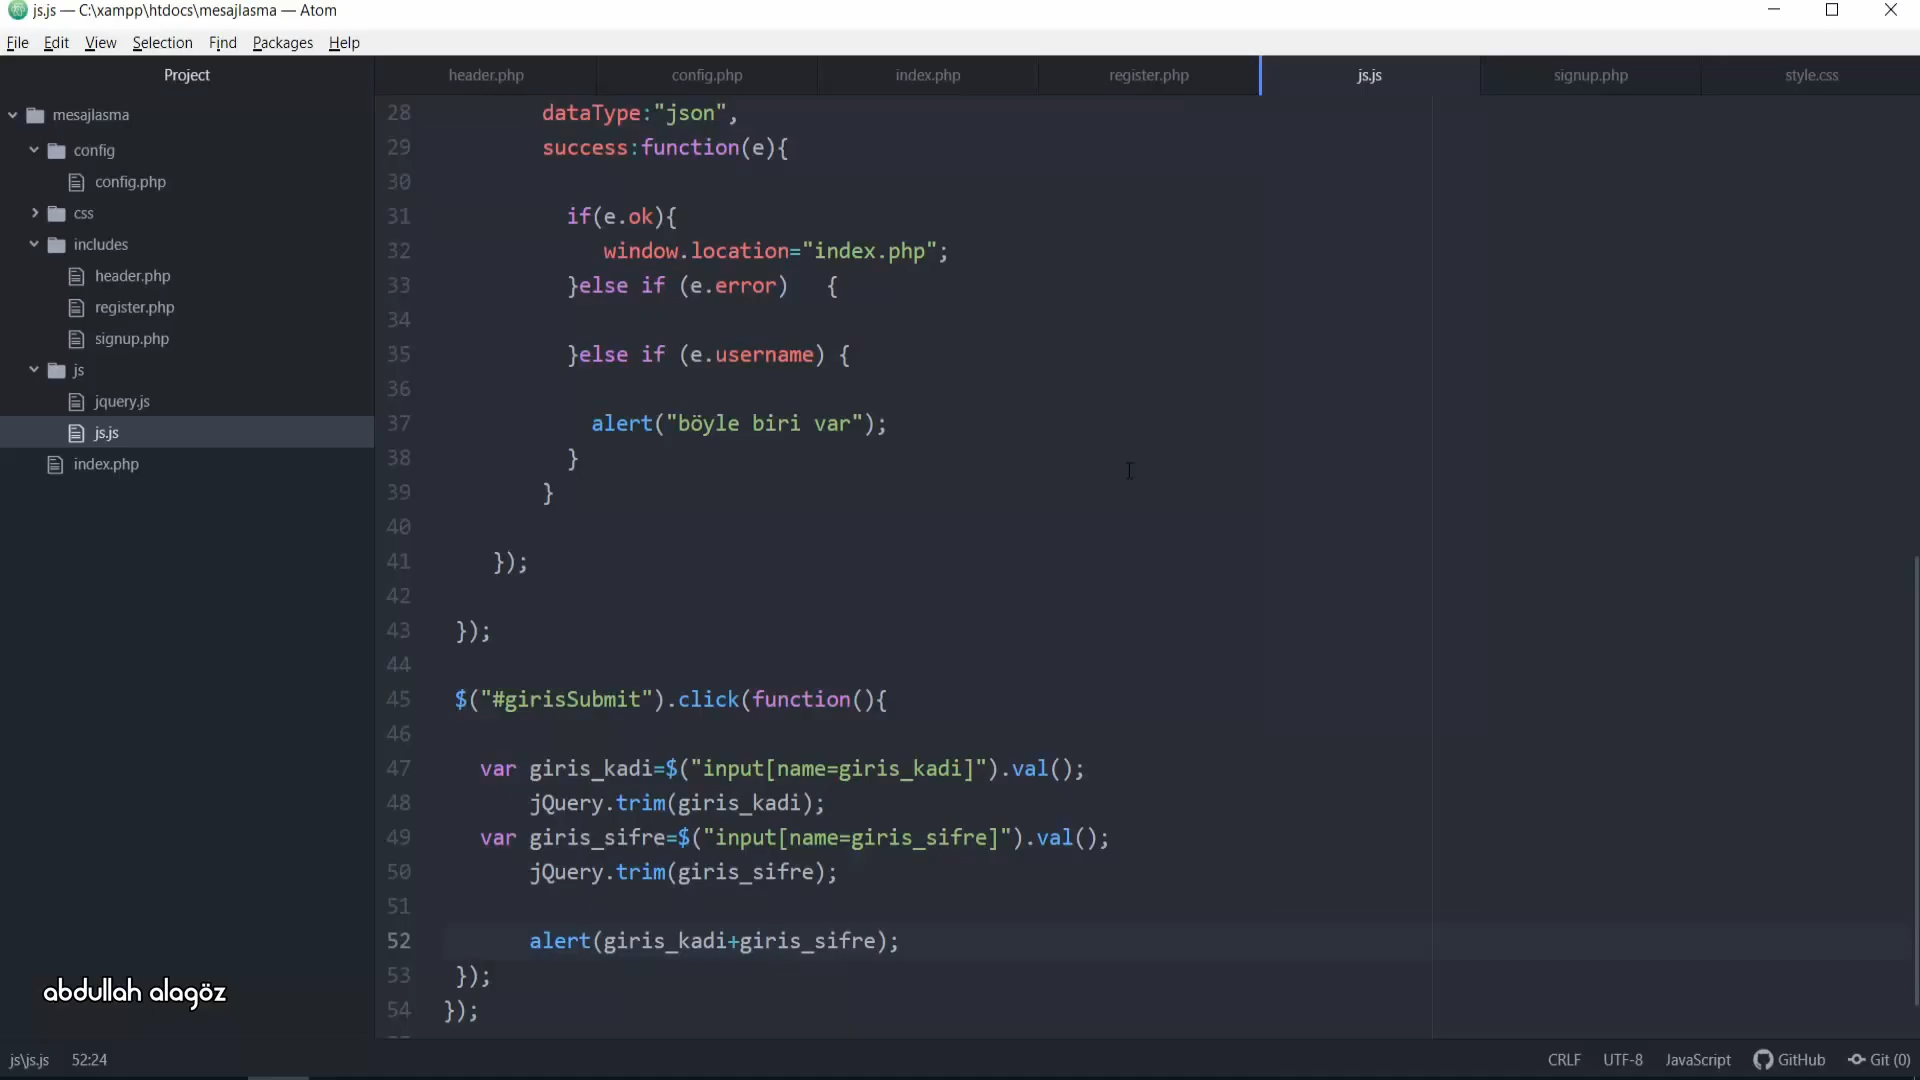 js.js — C:\xampp\htdocs\mesajlasma — Atom
File Edit View Selection Find Packages Help
Project
header.php config.php index.php register.php js.js signup.php style.css
mesajlasma
config
config.php
css
includes
header.php
register.php
signup.php
js
jquery.js
js.js
index.php
28 dataType:"json",
29 success:function(e){
30
31 if(e.ok){
32 window.location="index.php";
33 }else if (e.error) {
34
35 }else if (e.username) {
36
37 alert("böyle biri var");
38 }
39 }
40
41 });
42
43 });
44
45 $("#girisSubmit").click(function(){
46
47 var giris_kadi=$("input[name=giris_kadi]").val();
48 jQuery.trim(giris_kadi);
49 var giris_sifre=$("input[name=giris_sifre]").val();
50 jQuery.trim(giris_sifre);
51
52 alert(giris_kadi+giris_sifre);
53 });
54 });
abdullah alagöz
js\js.js 52:24 CRLF UTF-8 JavaScript GitHub Git (0)